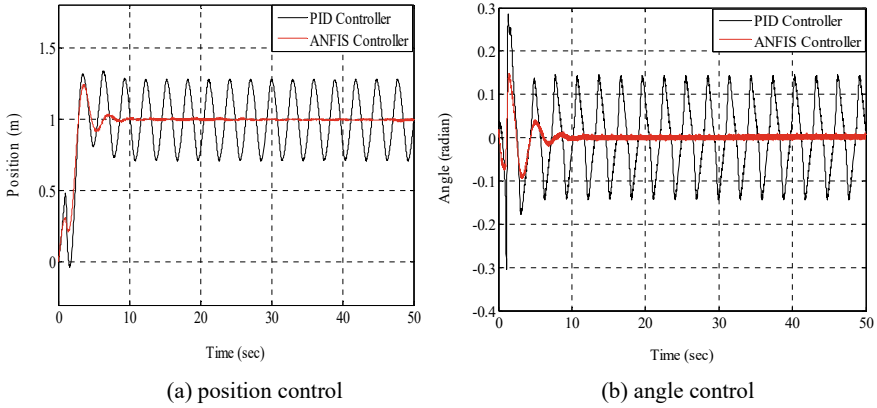 PID Controller
ANFIS Controller
1.5
1
0.5
0
Position (m)
0 10 20 30 40 50
Time (sec)
(a) position control
PID Controller
ANFIS Controller
0.3
0.2
0.1
0
-0.1
-0.2
-0.3
-0.4
Angle (radian)
0 10 20 30 40 50
Time (sec)
(b) angle control